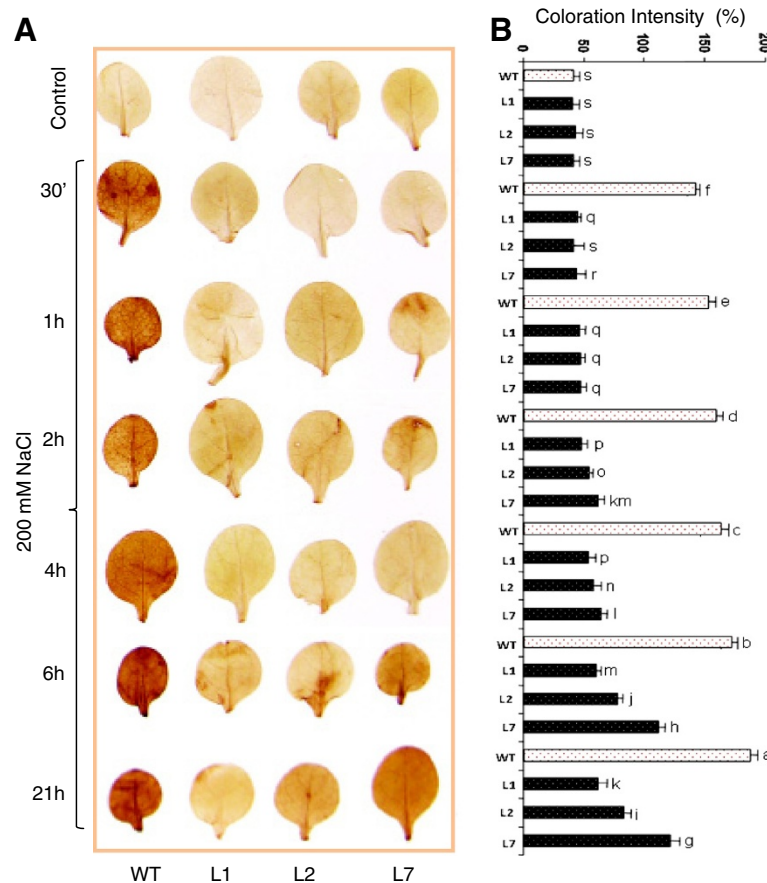 A
Control
30'
1h
2h
4h
6h
21h
200 mM NaCl
WT L1 L2 L7
B
Coloration Intensity (%)
0 50 100 150 200
WT s
L1 s
L2 s
L7 s
WT f
L1 q
L2 s
L7 r
WT e
L1 q
L2 q
L7 q
WT d
L1 p
L2 o
L7 km
WT c
L1 p
L2 n
L7 l
WT b
L1 m
L2 j
L7 h
WT a
L1 k
L2 i
L7 g